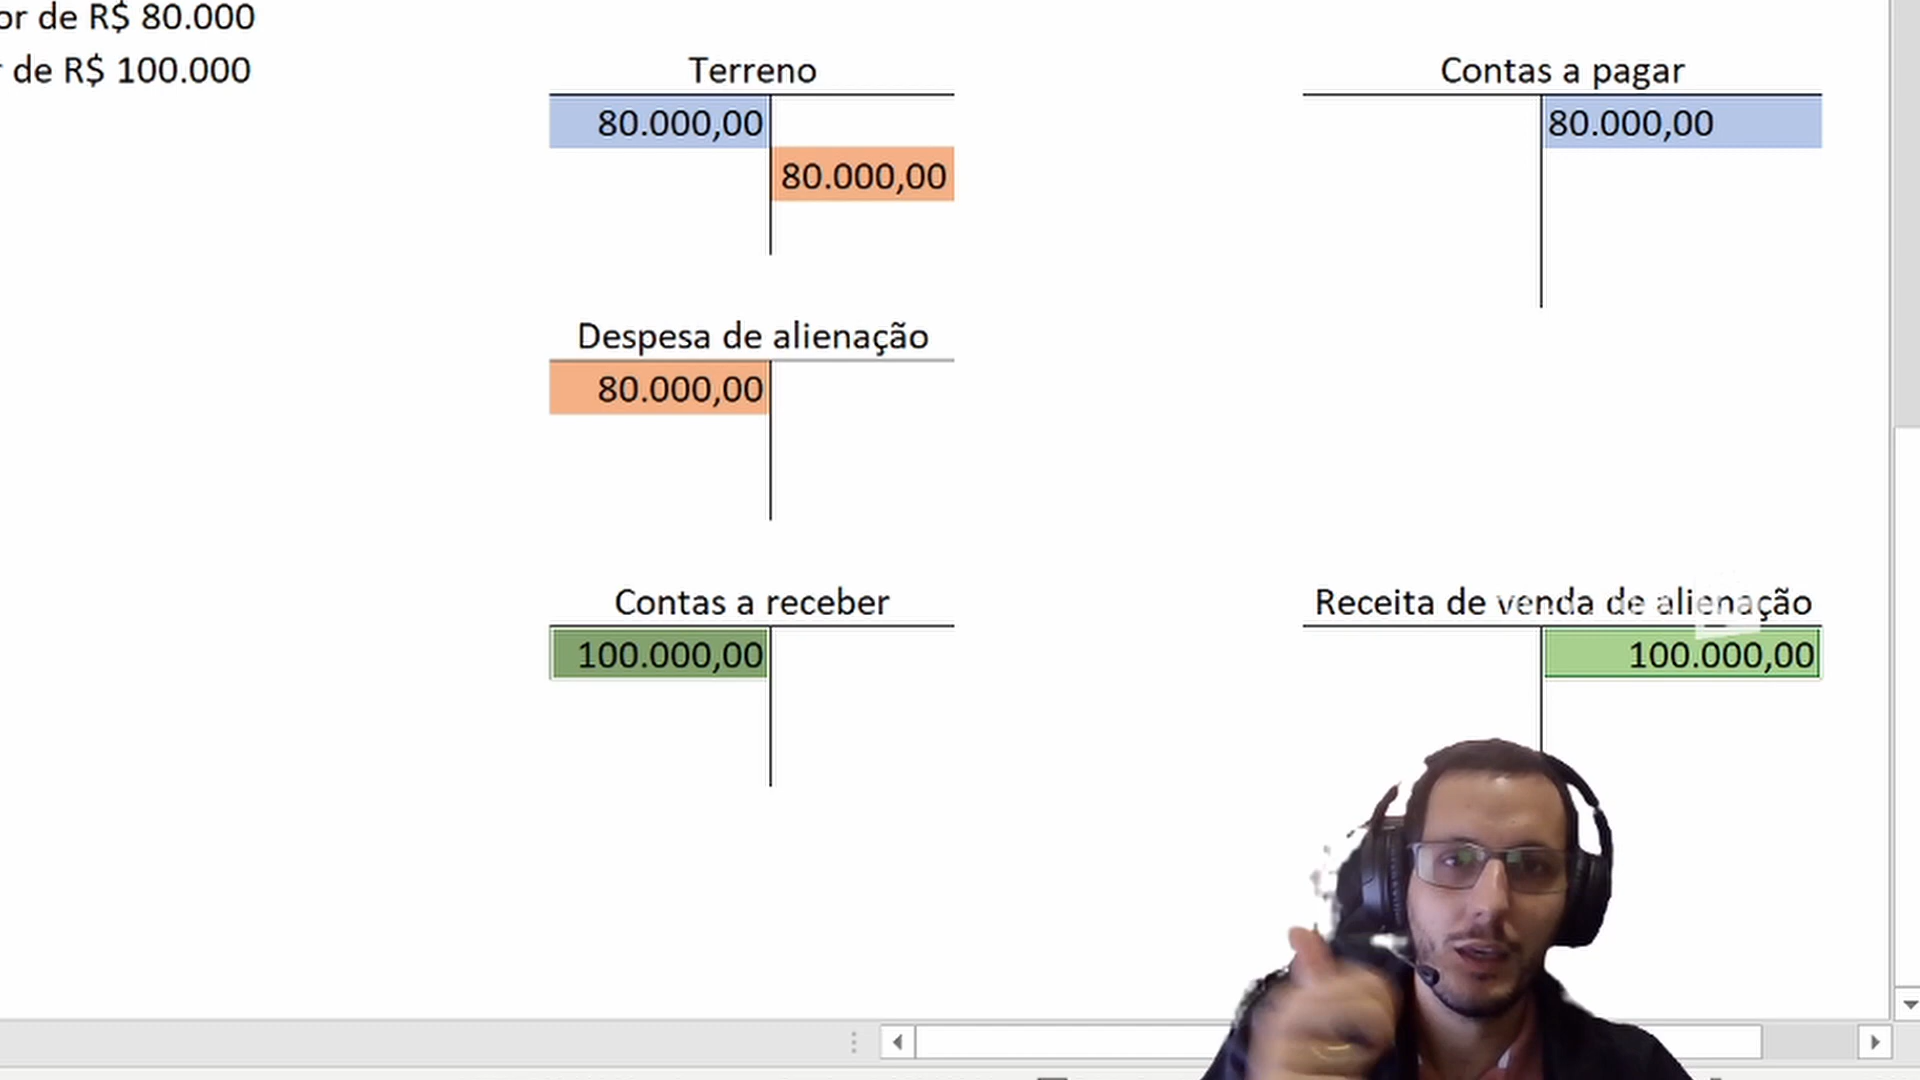 or de R$ 80.000
r de R$ 100.000
Terreno
80.000,00
80.000,00
Contas a pagar
80.000,00
Despesa de alienação
80.000,00
Contas a receber
100.000,00
Receita de venda de alienação
100.000,00